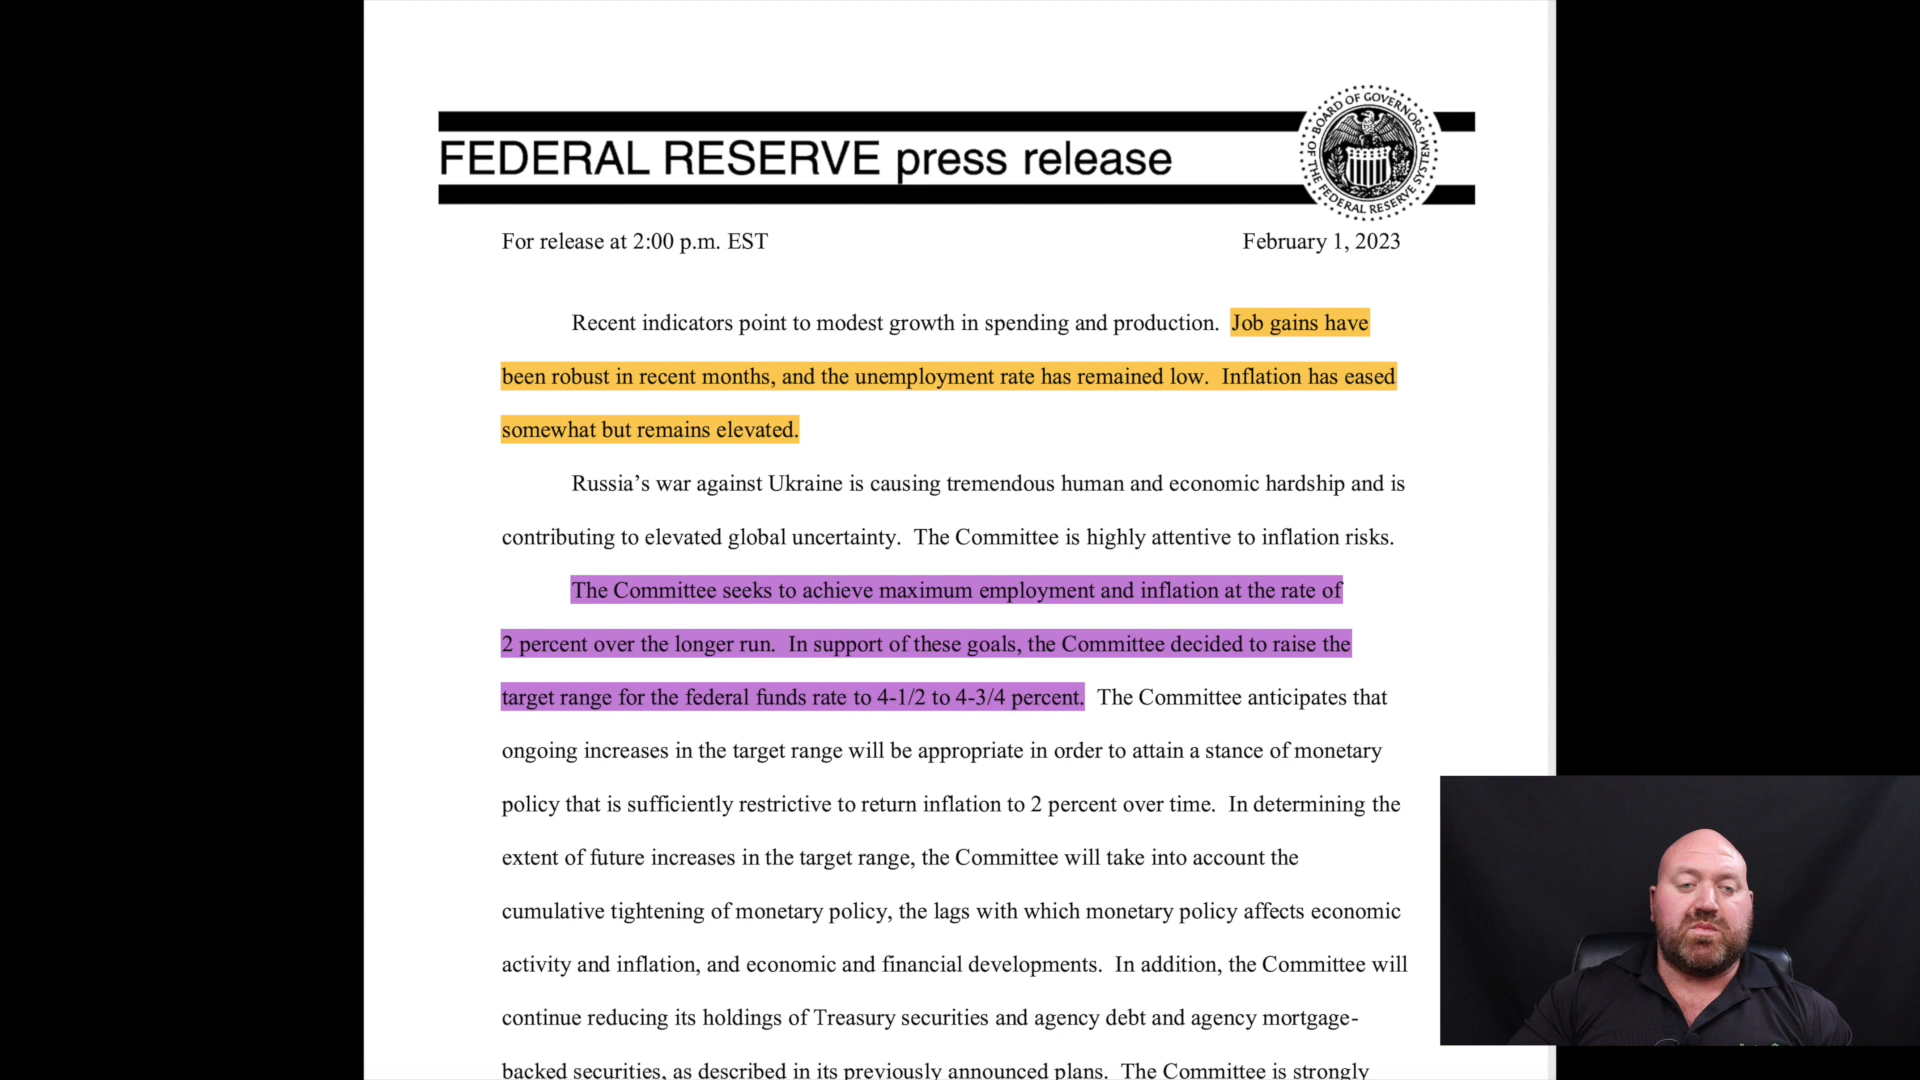 BOARD OF GOVERNORS
OF THE FEDERAL RESERVE SYSTEM
FEDERAL RESERVE press release
For release at 2:00 p.m. EST February 1, 2023
Recent indicators point to modest growth in spending and production. Job gains have
been robust in recent months, and the unemployment rate has remained low. Inflation has eased
somewhat but remains elevated.
Russia’s war against Ukraine is causing tremendous human and economic hardship and is
contributing to elevated global uncertainty. The Committee is highly attentive to inflation risks.
The Committee seeks to achieve maximum employment and inflation at the rate of
2 percent over the longer run. In support of these goals, the Committee decided to raise the
target range for the federal funds rate to 4-1/2 to 4-3/4 percent. The Committee anticipates that
ongoing increases in the target range will be appropriate in order to attain a stance of monetary
policy that is sufficiently restrictive to return inflation to 2 percent over time. In determining the
extent of future increases in the target range, the Committee will take into account the
cumulative tightening of monetary policy, the lags with which monetary policy affects economic
activity and inflation, and economic and financial developments. In addition, the Committee will
continue reducing its holdings of Treasury securities and agency debt and agency mortgage-
backed securities, as described in its previously announced plans. The Committee is strongly